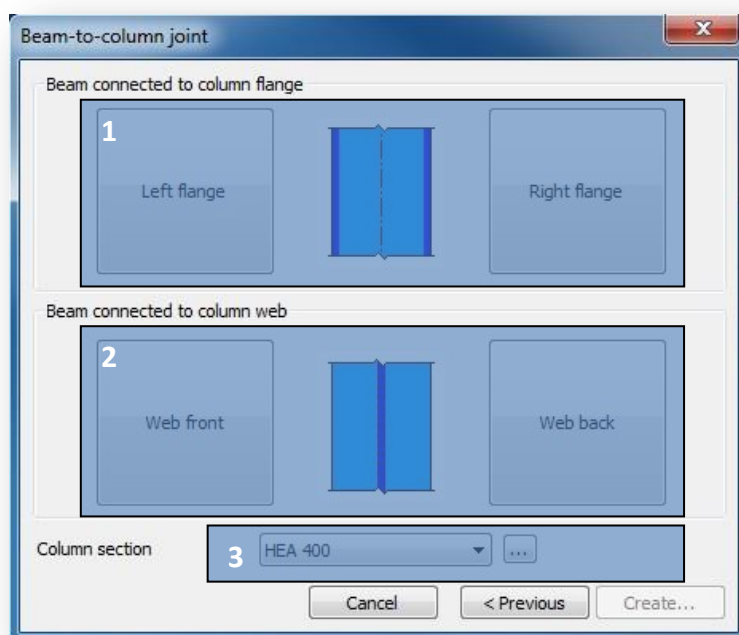 Beam-to-column joint
x
Beam connected to column flange
1
Left flange
Right flange
Beam connected to column web
2
Web front
Web back
Column section
3
HEA 400
...
Cancel
< Previous
Create...